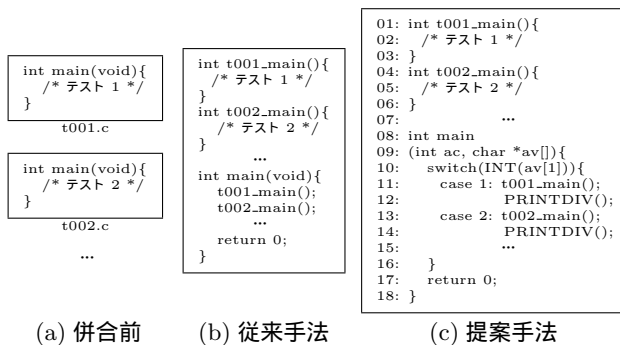 int main(void){
/* テスト 1 */
}
t001.c
int main(void){
/* テスト 2 */
}
t002.c
...
(a) 併合前
int t001_main(){
/* テスト 1 */
}
int t002_main(){
/* テスト 2 */
}
...
int main(void){
t001_main();
t002_main();
...
return 0;
}
(b) 従来手法
01: int t001_main(){
02: /* テスト 1 */
03: }
04: int t002_main(){
05: /* テスト 2 */
06: }
07: ...
08: int main
09: (int ac, char *av[]){
10: switch(INT(av[1])){
11: case 1: t001_main();
12: PRINTDIV();
13: case 2: t002_main();
14: PRINTDIV();
15: ...
16: }
17: return 0;
18: }
(c) 提案手法